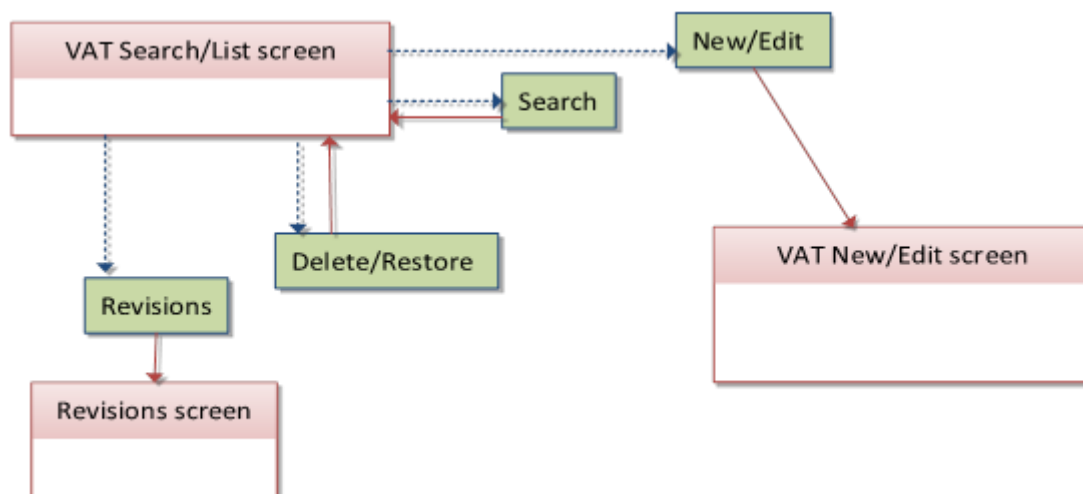 VAT Search/List screen
New/Edit
Search
Delete/Restore
VAT New/Edit screen
Revisions
Revisions screen